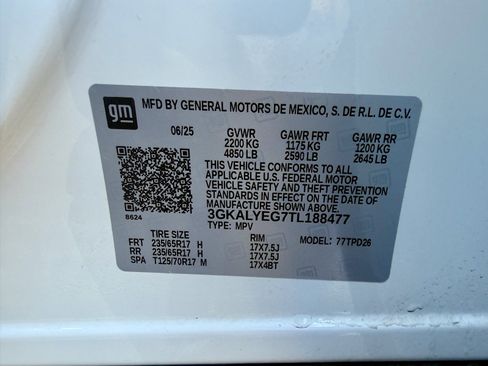 gm
MFD BY GENERAL MOTORS DE MEXICO, S. DE R.L. DE C.V.
06/25 GVWR GAWR FRT GAWR RR
2200 KG 1175 KG 1200 KG
4850 LB 2590 LB 2645 LB
THIS VEHICLE CONFORMS TO ALL
APPLICABLE U.S. FEDERAL MOTOR
VEHICLE SAFETY STANDARDS
IN EFFECT ON THE DATE OF
MANUFACTURE SHOWN ABOVE.
8624 3GKALYEG7TL188477
TYPE: MPV
TIRE SIZE RIM MODEL: 77TPD26
FRT 235/65R17 H 17X7.5J
RR 235/65R17 H 17X7.5J
SPA T125/70R17 M 17X4BT